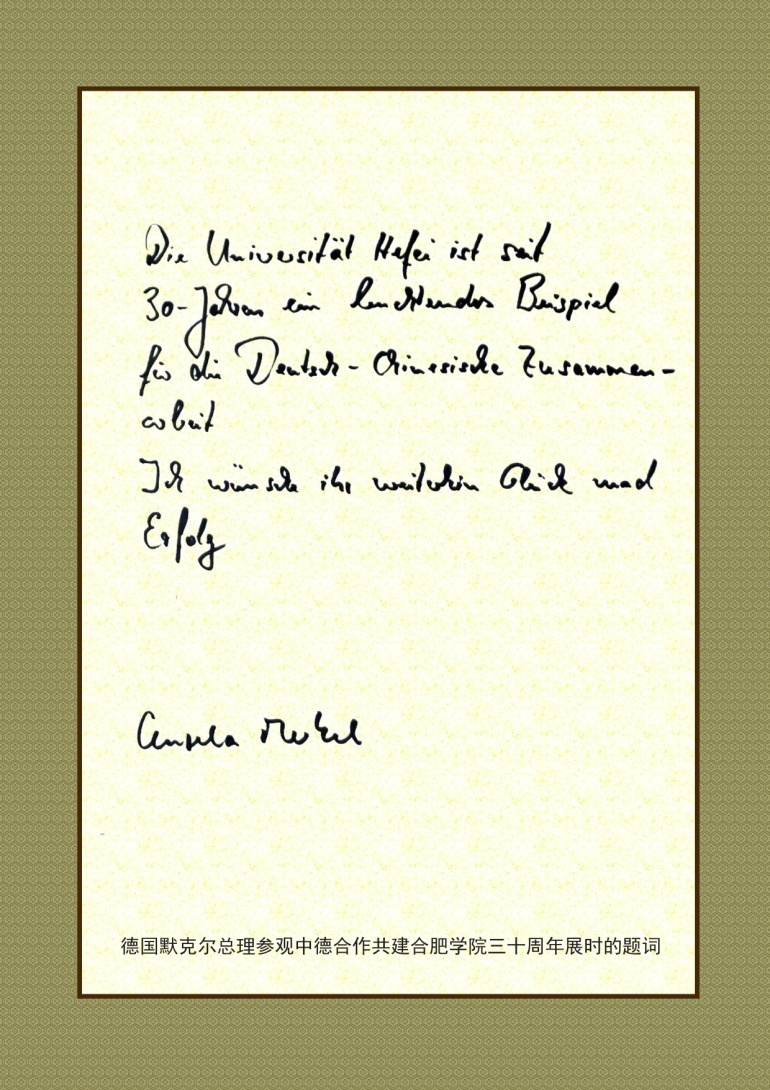 Die Universität Hefei ist seit
30-Jahren ein leuchtendes Beispiel
für die Deutsch-Chinesische Zusammen-
arbeit
Ich wünsche ihr weiterhin Glück und
Erfolg
Angela Merkel
德国默克尔总理参观中德合作共建合肥学院三十周年展时的题词